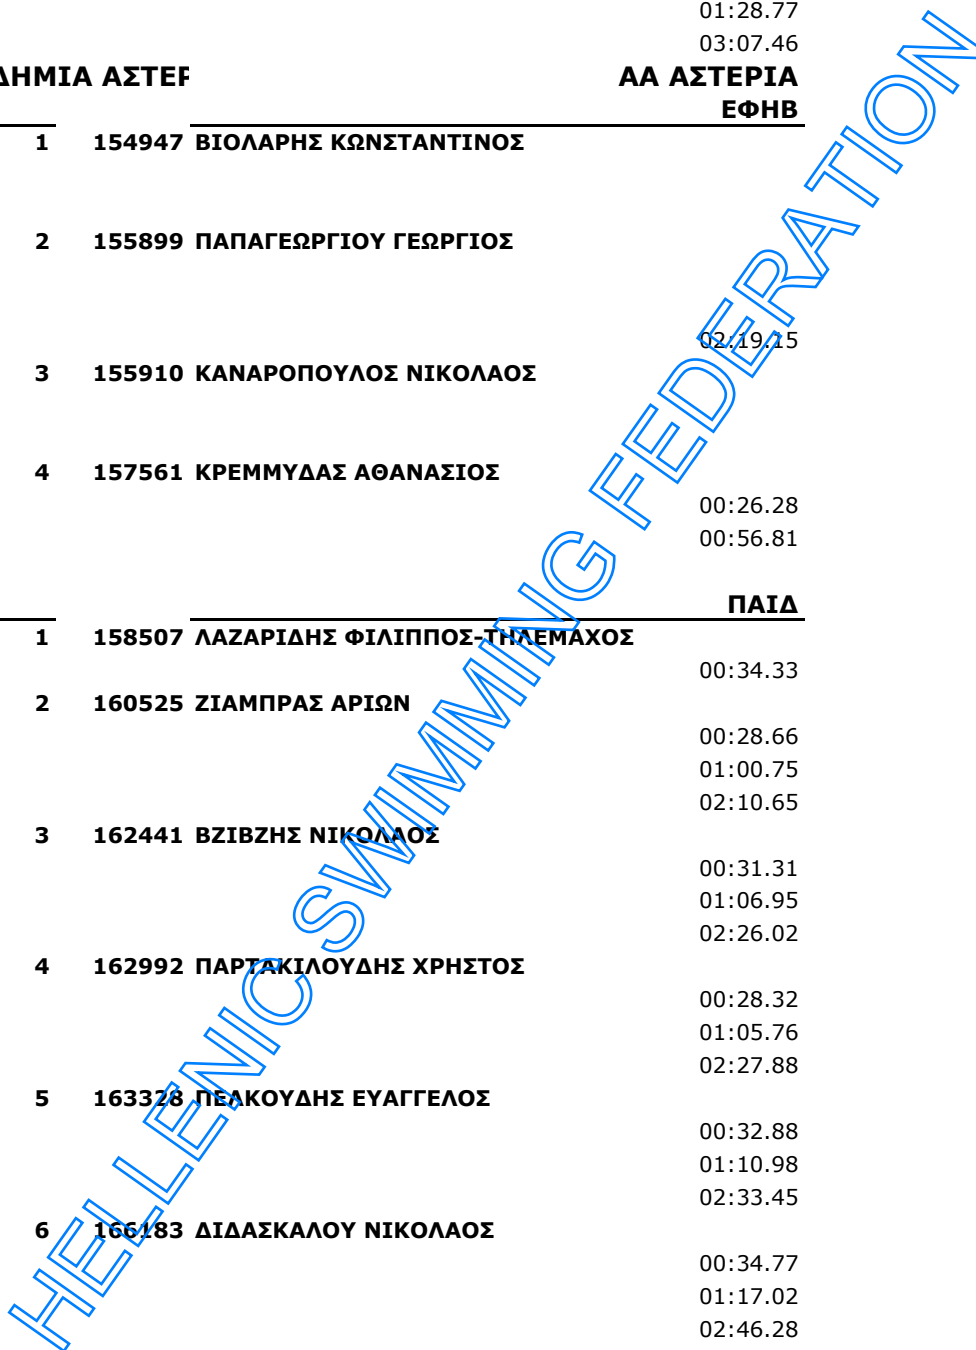 01:28.77
03:07.46
ΔΗΜΙΑ ΑΣΤΕΡ ΑΑ ΑΣΤΕΡΙΑ
ΕΦΗΒ
1 154947 ΒΙΟΛΑΡΗΣ ΚΩΝΣΤΑΝΤΙΝΟΣ
2 155899 ΠΑΠΑΓΕΩΡΓΙΟΥ ΓΕΩΡΓΙΟΣ
02:19.15
3 155910 ΚΑΝΑΡΟΠΟΥΛΟΣ ΝΙΚΟΛΑΟΣ
4 157561 ΚΡΕΜΜΥΔΑΣ ΑΘΑΝΑΣΙΟΣ
00:26.28
00:56.81
ΠΑΙΔ
1 158507 ΛΑΖΑΡΙΔΗΣ ΦΙΛΙΠΠΟΣ-ΤΗΛΕΜΑΧΟΣ
00:34.33
2 160525 ΖΙΑΜΠΡΑΣ ΑΡΙΩΝ
00:28.66
01:00.75
02:10.65
3 162441 ΒΖΙΒΖΗΣ ΝΙΚΟΛΑΟΣ
00:31.31
01:06.95
02:26.02
4 162992 ΠΑΡΤΑΚΙΛΟΥΔΗΣ ΧΡΗΣΤΟΣ
00:28.32
01:05.76
02:27.88
5 163328 ΠΕΛΚΟΥΔΗΣ ΕΥΑΓΓΕΛΟΣ
00:32.88
01:10.98
02:33.45
6 166183 ΔΙΔΑΣΚΑΛΟΥ ΝΙΚΟΛΑΟΣ
00:34.77
01:17.02
02:46.28
HELLENIC SWIMMING FEDERATION